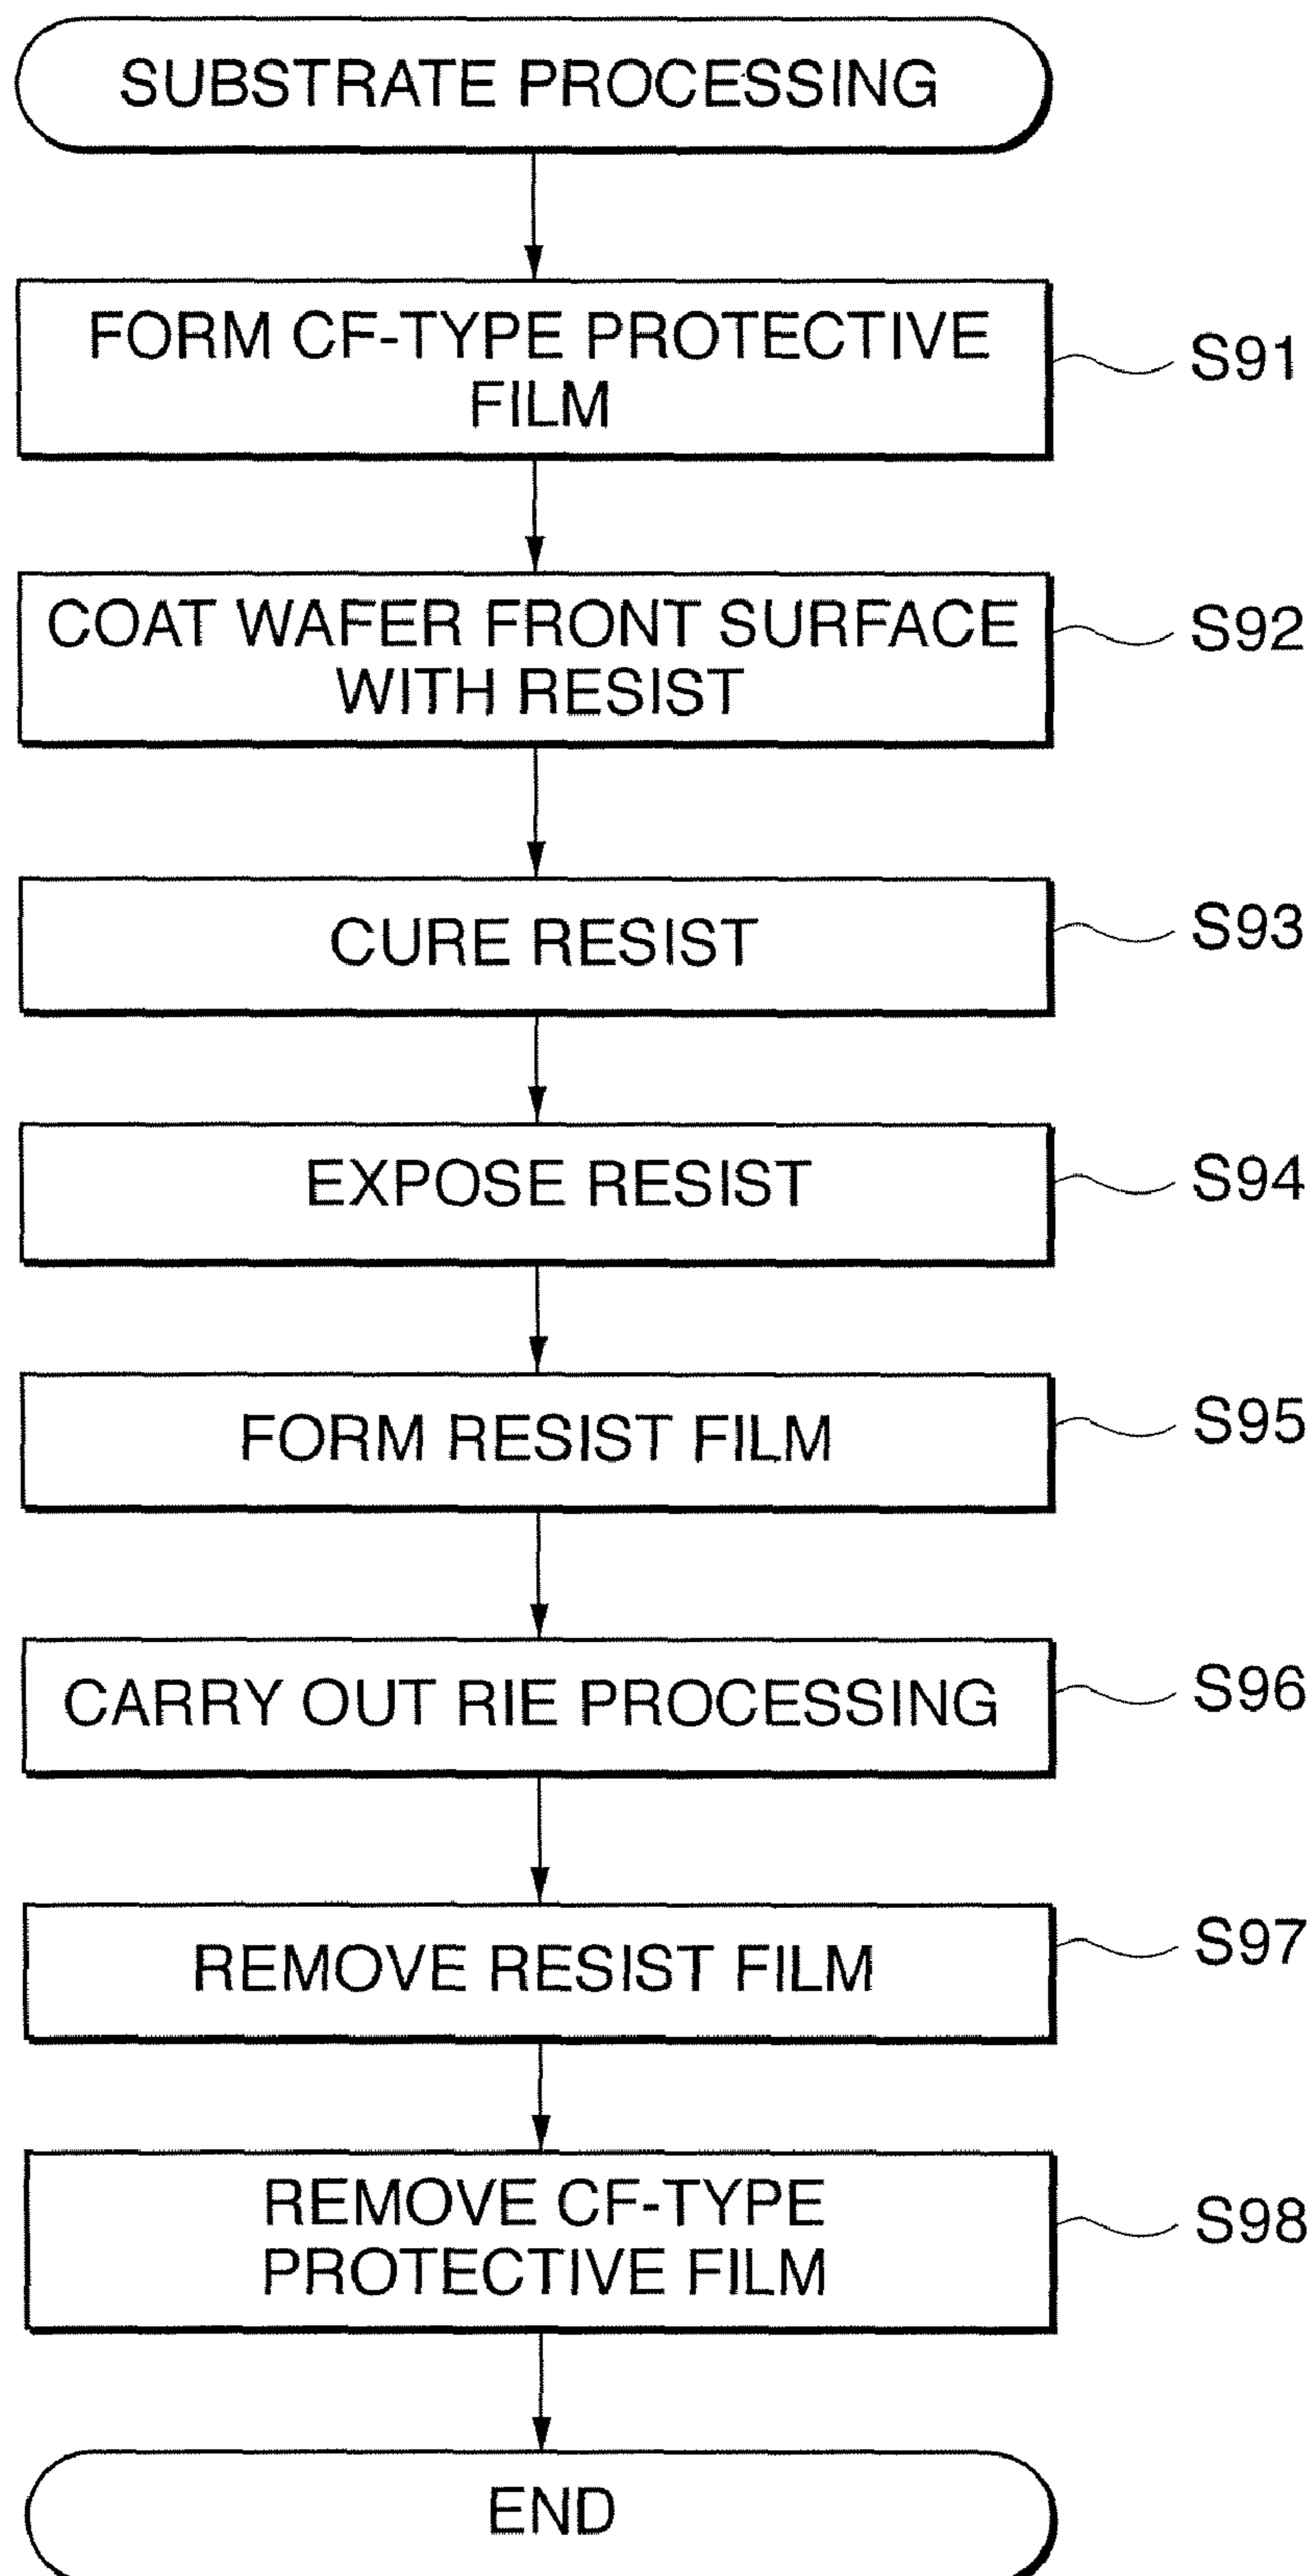 SUBSTRATE PROCESSING
FORM CF-TYPE PROTECTIVE
FILM
S91
COAT WAFER FRONT SURFACE
WITH RESIST
S92
CURE RESIST
S93
EXPOSE RESIST
S94
FORM RESIST FILM
S95
CARRY OUT RIE PROCESSING
S96
REMOVE RESIST FILM
S97
REMOVE CF-TYPE
PROTECTIVE FILM
S98
END